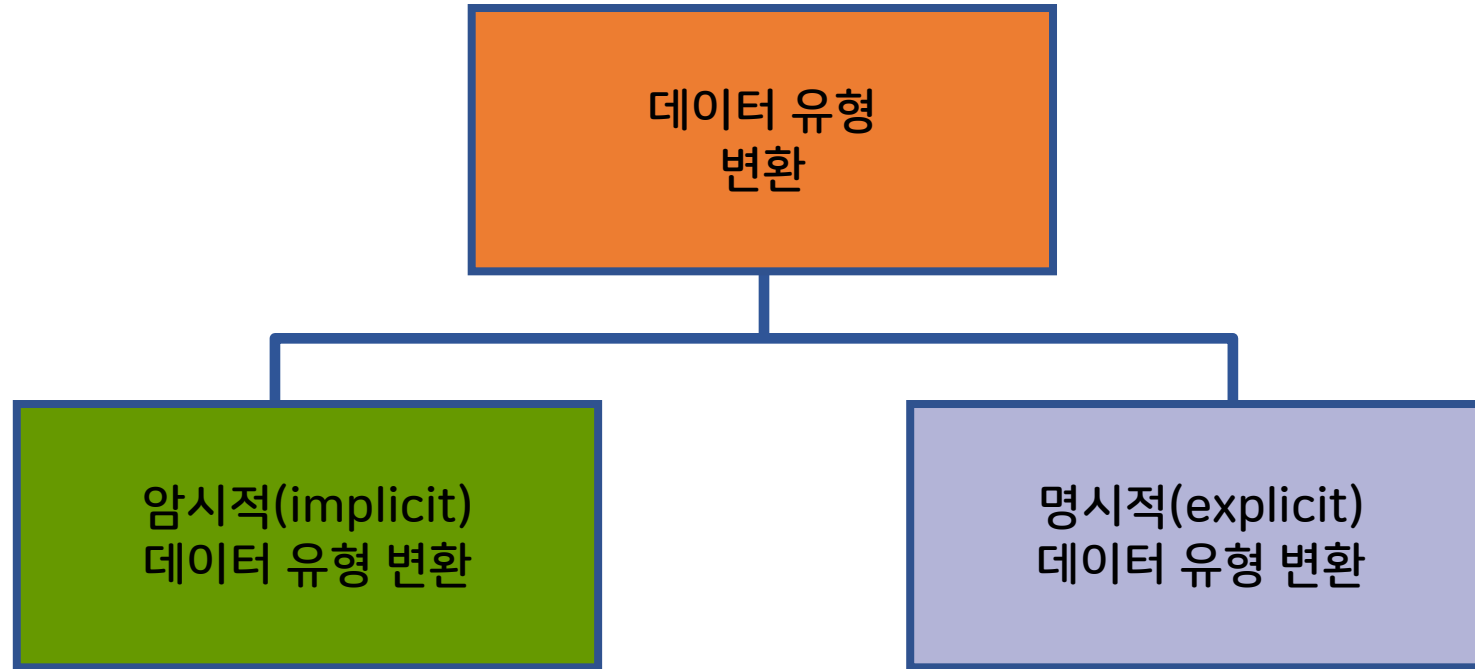 데이터 유형
변환
암시적(implicit)
데이터 유형 변환
명시적(explicit)
데이터 유형 변환